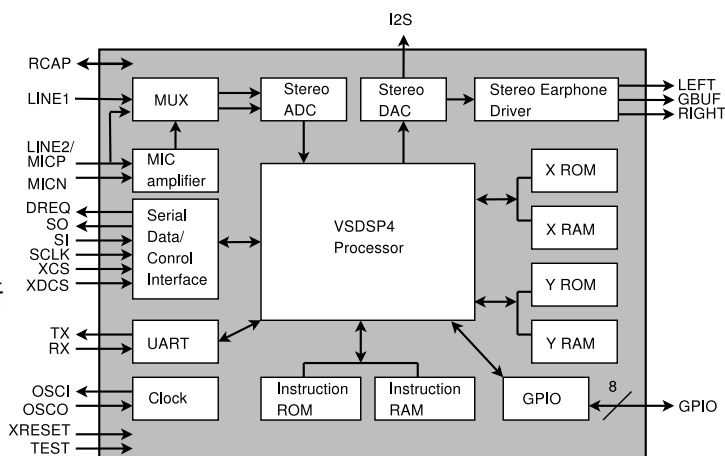 I2S
RCAP
LINE1
LINE2/
MICP
MICN
DREQ
SO
SI
SCLK
XCS
XDCS
TX
RX
OSCI
OSCO
XRESET
TEST
MUX
Stereo
ADC
Stereo
DAC
Stereo Earphone
Driver
LEFT
GBUF
RIGHT
MIC
amplifier
Serial
Data/
Conrol
Interface
VSDSP4
Processor
X ROM
X RAM
Y ROM
Y RAM
UART
Clock
Instruction
ROM
Instruction
RAM
GPIO
8
GPIO